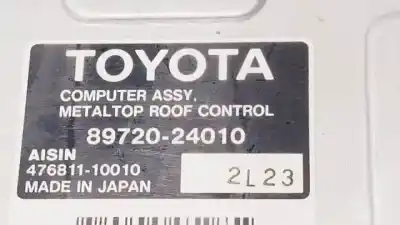 TOYOTA
COMPUTER ASSY,
METALTOP ROOF CONTROL
89720-24010
AISIN
476811-10010
MADE IN JAPAN
2L23